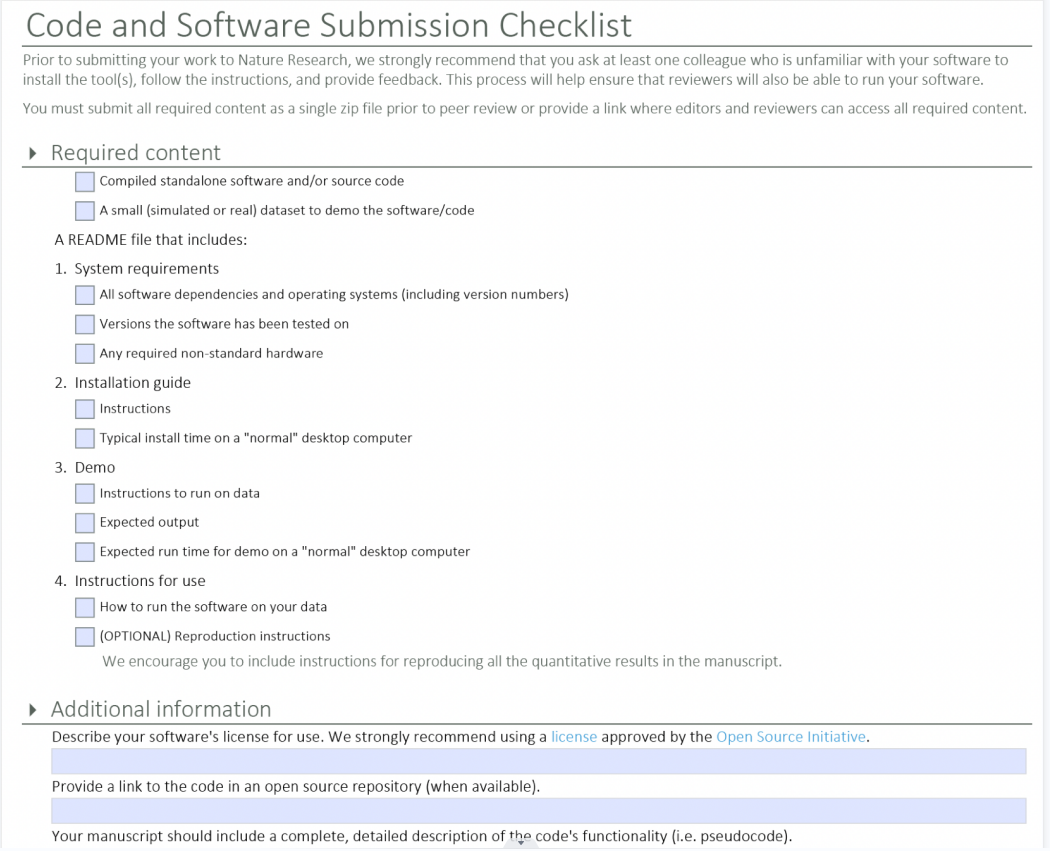 Code and Software Submission Checklist
Prior to submitting your work to Nature Research, we strongly recommend that you ask at least one colleague who is unfamiliar with your software to
install the tool(s), follow the instructions, and provide feedback. This process will help ensure that reviewers will also be able to run your software.
You must submit all required content as a single zip file prior to peer review or provide a link where editors and reviewers can access all required content.
Required content
Compiled standalone software and/or source code
A small (simulated or real) dataset to demo the software/code
A README file that includes:
1. System requirements
All software dependencies and operating systems (including version numbers)
Versions the software has been tested on
Any required non-standard hardware
2. Installation guide
Instructions
Typical install time on a "normal" desktop computer
3. Demo
Instructions to run on data
Expected output
Expected run time for demo on a "normal" desktop computer
4. Instructions for use
How to run the software on your data
(OPTIONAL) Reproduction instructions
We encourage you to include instructions for reproducing all the quantitative results in the manuscript.
Additional information
Describe your software's license for use. We strongly recommend using a license approved by the Open Source Initiative.
Provide a link to the code in an open source repository (when available).
Your manuscript should include a complete, detailed description of the code's functionality (i.e. pseudocode).